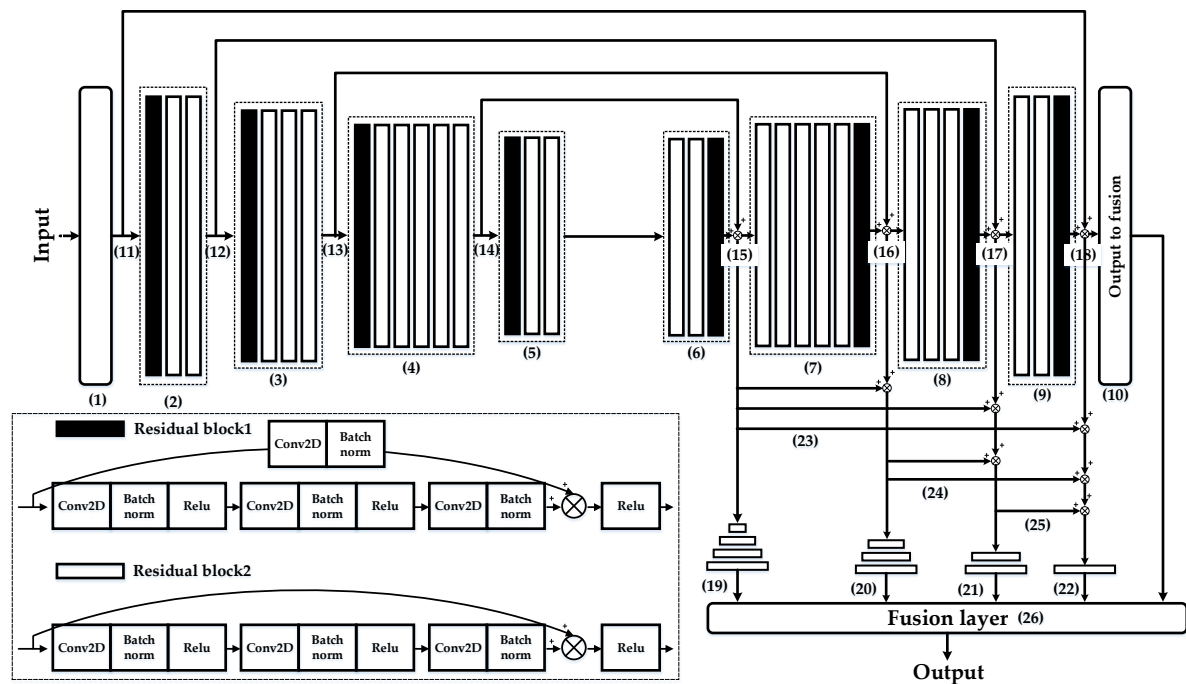 Input
(1)
(2)
(3)
(4)
(5)
(6)
(7)
(8)
(9)
(10)
(11)
(12)
(13)
(14)
(15)
(16)
(17)
(18)
Output to fusion
(23)
(24)
(25)
(19)
(20)
(21)
(22)
Fusion layer (26)
Output
Residual block1
Conv2D Batch norm
Conv2D Batch norm Relu Conv2D Batch norm Relu Conv2D Batch norm Relu
Residual block2
Conv2D Batch norm Relu Conv2D Batch norm Relu Conv2D Batch norm Relu